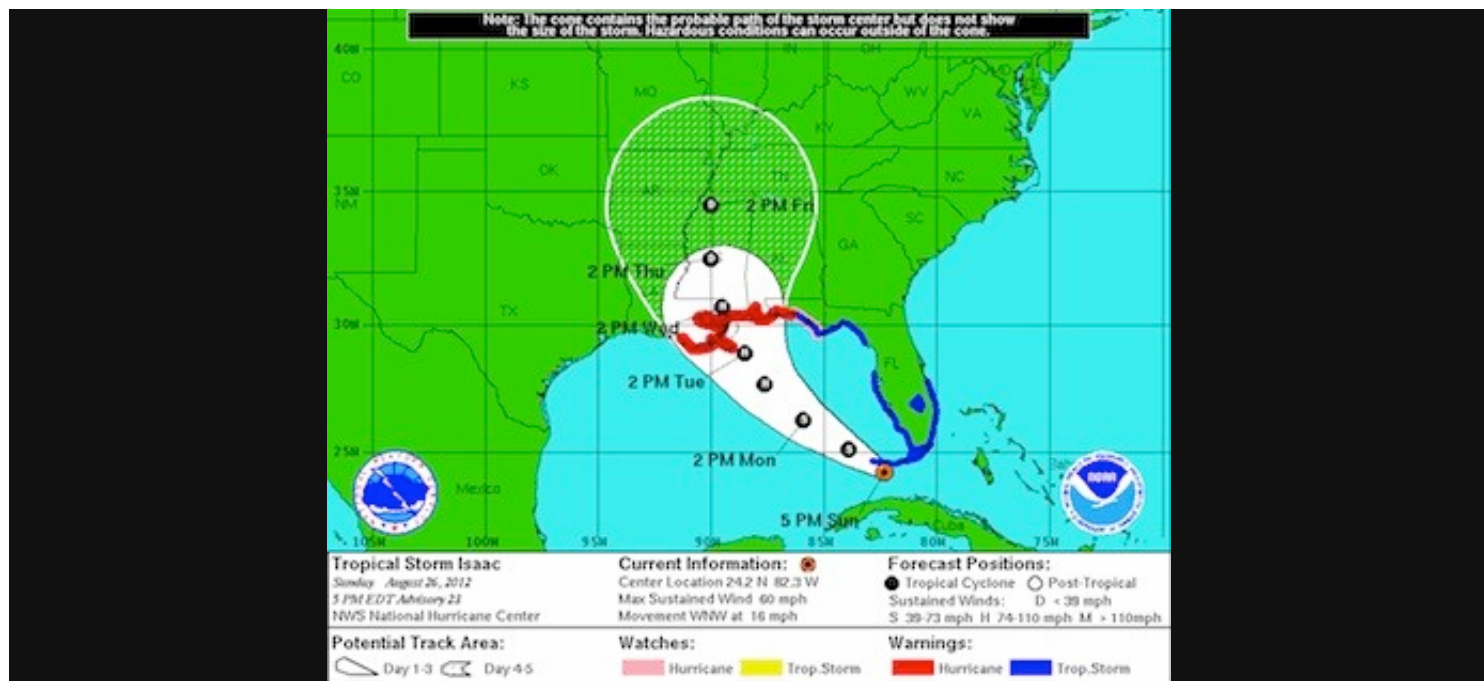 Note: The cone contains the probable path of the storm center but does not show
the size of the storm. Hazardous conditions can occur outside of the cone.
40N
CO
KS
MO
IL
IN
OH
WV
MD
VA
KY
OK
AR
TN
NC
35N
NM
2 PM Fri
SC
GA
AL
2 PM Thu
TX
LA
30N
2 PM Wed
FL
2 PM Tue
25N
2 PM Mon
Mexico
NOAA
5 PM Sun
Cuba
105W
100W
95W
90W
85W
80W
75W
Tropical Storm Isaac
Sunday August 26, 2012
5 PM EDT Advisory 23
NWS National Hurricane Center
Current Information:
Center Location 24.2 N 82.3 W
Max Sustained Wind 60 mph
Movement WNW at 16 mph
Forecast Positions:
Tropical Cyclone Post-Tropical
Sustained Winds: D < 39 mph
S 39-73 mph H 74-110 mph M > 110mph
Potential Track Area:
Day 1-3 Day 4-5
Watches:
Hurricane Trop.Storm
Warnings:
Hurricane Trop.Storm